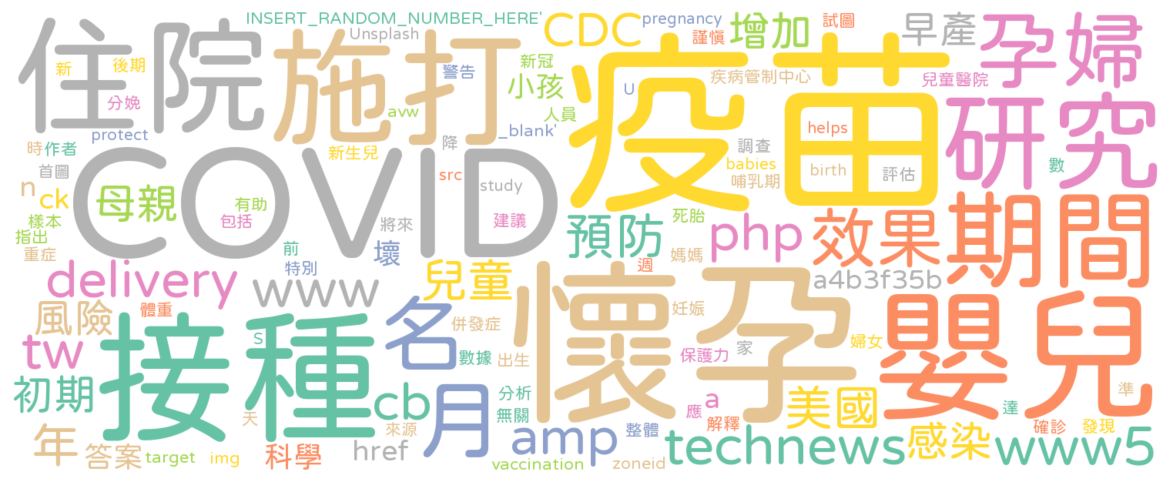 INSERT_RANDOM_NUMBER_HERE'
Unsplash
CDC
pregnancy
謹慎
增加
試圖
早產
孕婦
住院
施打
疫苗
新
後期
分娩
protect
時
作者
首圖
警告
avw
新冠
小孩
人員
_blank'
U
疾病管制中心
兒童醫院
研究
COVID
新生兒
降
src
study
調查
babies
哺乳期
helps
birth
評估
數
n
ck
樣本
指出
重症
母親
有助
包括
將來
建議
死胎
預防
php
效果
期間
delivery
www
前
特別
壞
兒童
週
媽媽
a4b3f35b
風險
體重
tw
初期
接種
s
名
月
cb
併發症
數據
出生
懷孕
妊娠
保護力
家
婦女
嬰兒
年
答案
target
img
科學
天
href
來源
分析
無關
amp
整體
vaccination
zoneid
應
a
解釋
美國
technews
感染
達
準
確診
發現
www5